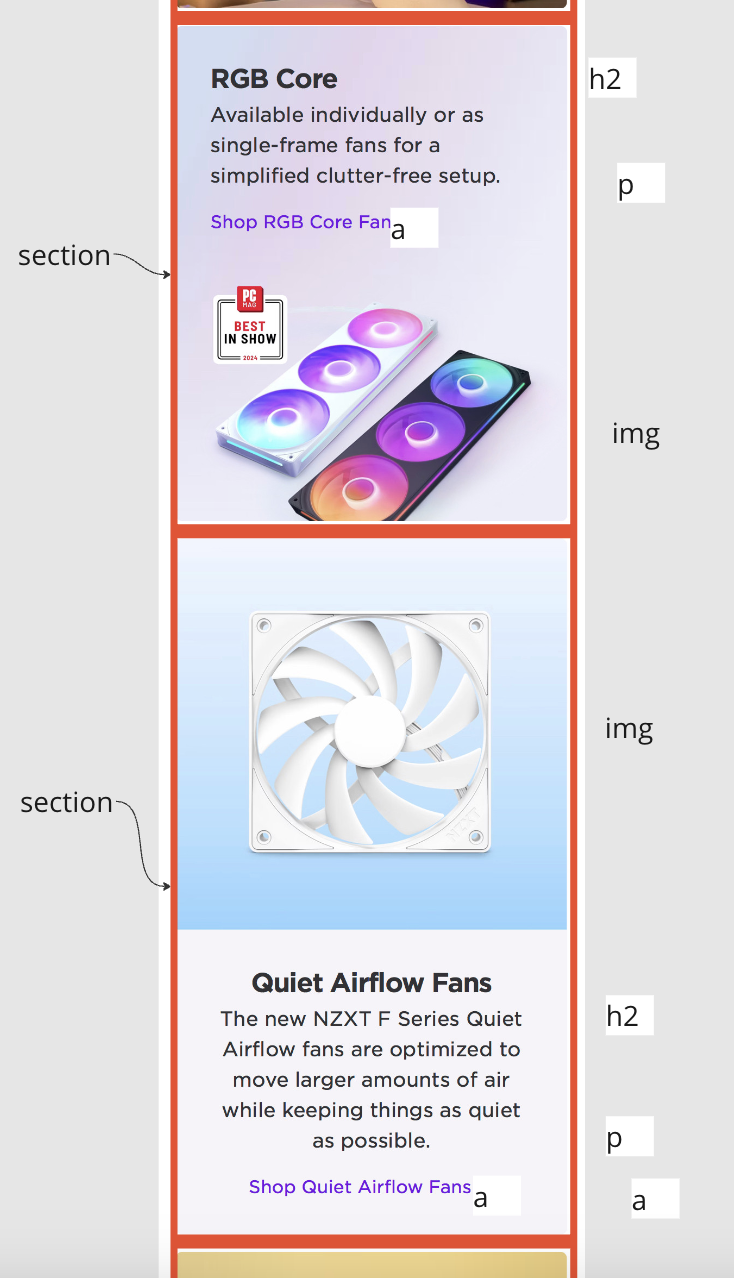 RGB Core
h2
Available individually or as
single-frame fans for a
simplified clutter-free setup.
p
Shop RGB Core Fan
a
section
PC
MAG
BEST
IN SHOW
2024
img
img
NZXT
section
Quiet Airflow Fans
h2
The new NZXT F Series Quiet
Airflow fans are optimized to
move larger amounts of air
while keeping things as quiet
as possible.
p
Shop Quiet Airflow Fans
a
a